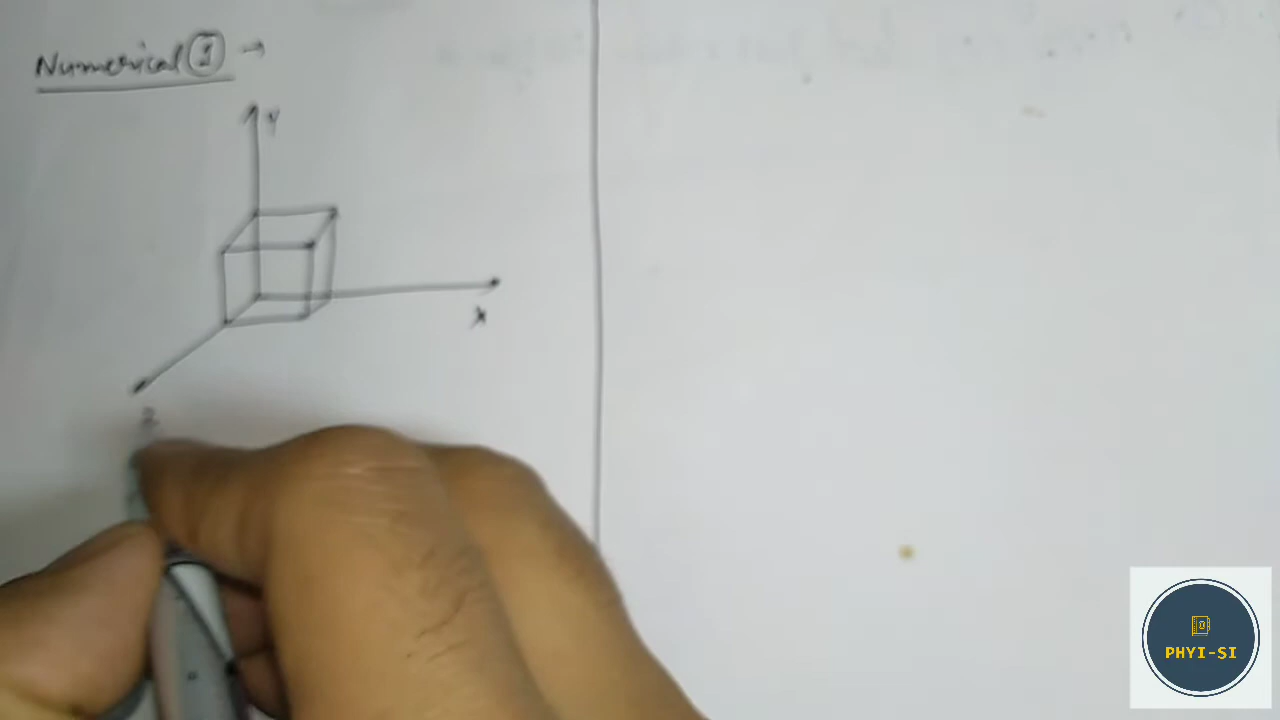 Numerical ① →
Y
X
Z
PHYI-SI